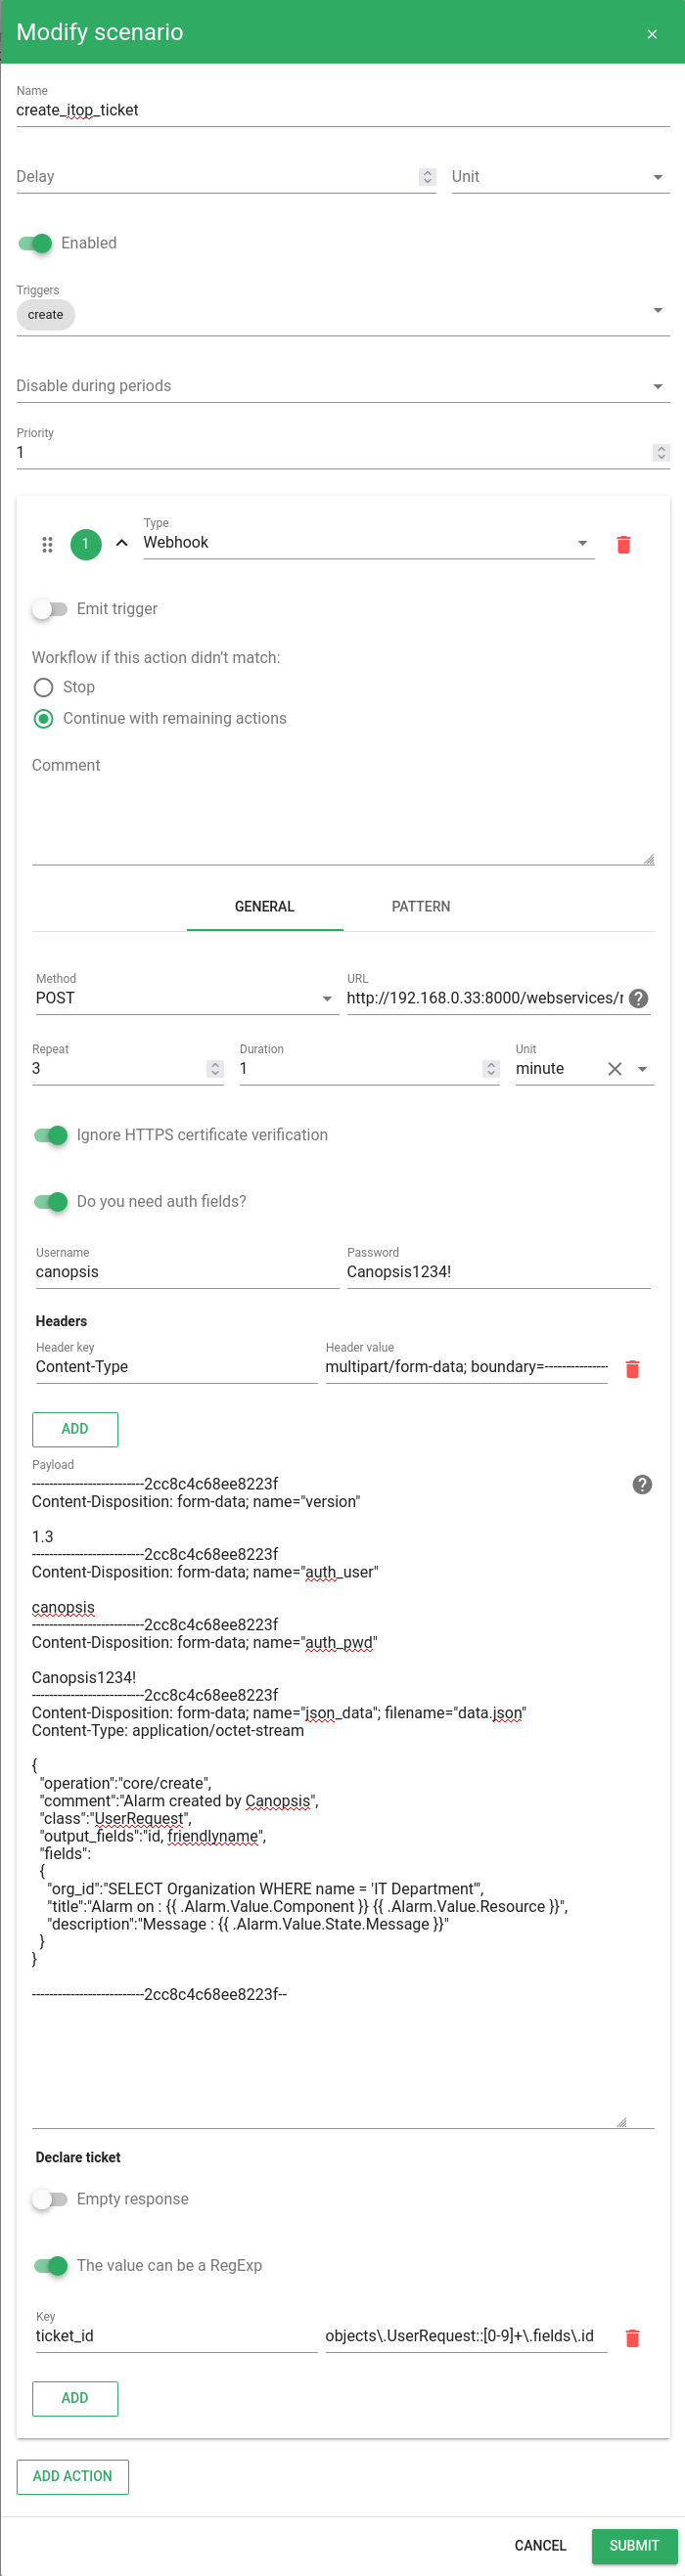 Modify scenario
Name
create_itop_ticket
Delay
Unit
Enabled
Triggers
create
Disable during periods
Priority
1
1
Type
Webhook
Emit trigger
Workflow if this action didn’t match:
Stop
Continue with remaining actions
Comment
GENERAL PATTERN
Method
POST
URL
http://192.168.0.33:8000/webservices/r
Repeat
3
Duration
1
Unit
minute
Ignore HTTPS certificate verification
Do you need auth fields?
Username
canopsis
Password
Canopsis1234!
Headers
Header key
Content-Type
Header value
multipart/form-data; boundary=---------------
ADD
Payload
--------------------------2cc8c4c68ee8223f
Content-Disposition: form-data; name="version"
1.3
--------------------------2cc8c4c68ee8223f
Content-Disposition: form-data; name="auth_user"
canopsis
--------------------------2cc8c4c68ee8223f
Content-Disposition: form-data; name="auth_pwd"
Canopsis1234!
--------------------------2cc8c4c68ee8223f
Content-Disposition: form-data; name="json_data"; filename="data.json"
Content-Type: application/octet-stream
{
"operation":"core/create",
"comment":"Alarm created by Canopsis",
"class":"UserRequest",
"output_fields":"id, friendlyname",
"fields":
{
"org_id":"SELECT Organization WHERE name = 'IT Department'",
"title":"Alarm on : {{ .Alarm.Value.Component }} {{ .Alarm.Value.Resource }}",
"description":"Message : {{ .Alarm.Value.State.Message }}"
}
}
--------------------------2cc8c4c68ee8223f--
Declare ticket
Empty response
The value can be a RegExp
Key
ticket_id
objects\.UserRequest::[0-9]+\.fields\.id
ADD
ADD ACTION
CANCEL SUBMIT